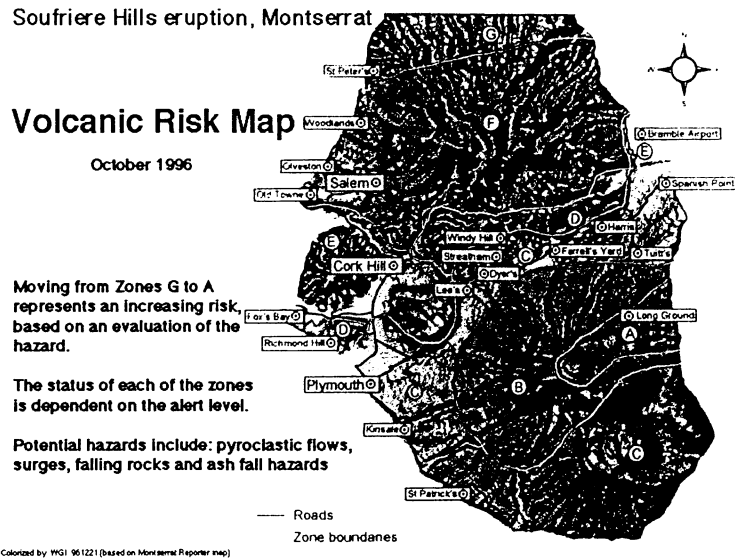 Soufriere Hills eruption, Montserrat
G
St Peter's
N
W
S
Volcanic Risk Map
Woodlands
F
Bramble Airport
E
October 1996
Olveston
Salem
Spanish Point
Old Towne
D
Harris
E
Windy Hill
C
Farrell's Yard
Tuitt's
Streatham
Cork Hill
Dyer's
Lee's
Moving from Zones G to A
represents an increasing risk,
based on an evaluation of the
hazard.
Fox's Bay
D
Long Ground
A
Richmond Hill
The status of each of the zones
is dependent on the alert level.
Plymouth
C
B
Kinsale
Potential hazards include: pyroclastic flows,
surges, falling rocks and ash fall hazards
C
St Patrick's
Roads
Zone boundaries
Colorized by WGI 961221 (based on Montserrat Reporter map)